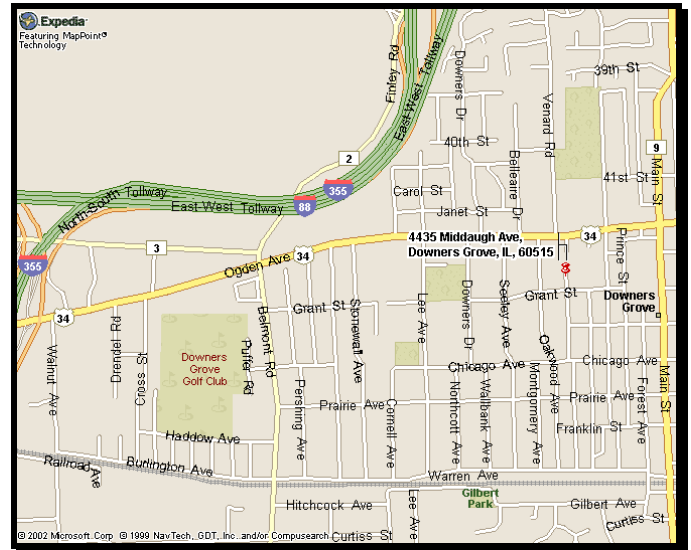 Expedia®
Featuring MapPoint®
Technology
Finley Rd
East-West Tollway
Downers Dr
Venard Rd
39th St
2
40th St
9
Main St
Bellaire Dr
41st St
Carol St
355
North-South Tollway
East-West Tollway
88
Janet St
34
Prince St
3
4435 Middaugh Ave,
Downers Grove, IL, 60515
355
Ogden Ave
34
34
Grant St
Grant St
Downers
Grove
Walnut Ave
Drendel Rd
Cross St
Downers
Grove
Golf Club
Puffer Rd
Belmont Rd
Pershing Ave
Stonewall Ave
Lee Ave
Downers Dr
Seeley Ave
Oakwood Ave
Chicago Ave
Chicago Ave
Main St
Prairie Ave
Cornell Ave
Northcott Ave
Wallbank Ave
Montgomery Ave
Prairie Ave
Forest Ave
Franklin St
Haddow Ave
Railroad Ave
Burlington Ave
Warren Ave
Gilbert
Park
Hitchcock Ave
Lee Ave
Gilbert Ave
Curtiss St
Curtiss St
© 2002 Microsoft Corp © 1999 NavTech, GDT, Inc. and/or Compusearch